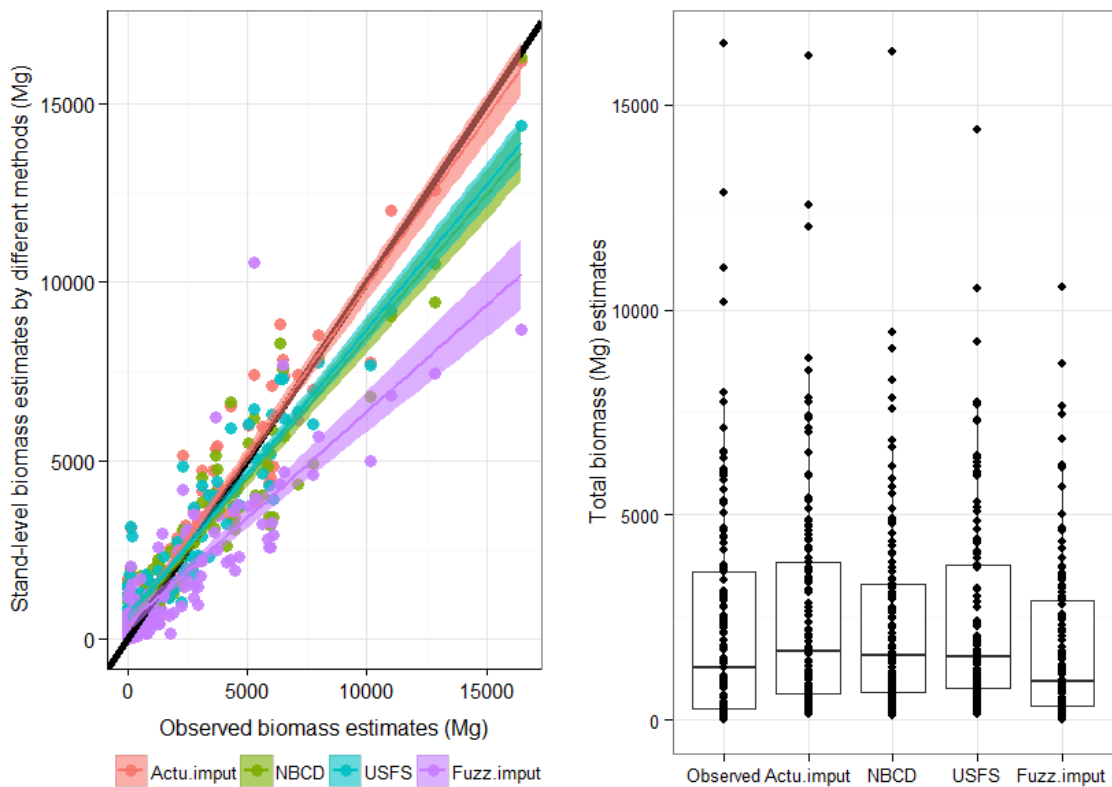 Stand-level biomass estimates by different methods (Mg)
15000
10000
5000
0
0 5000 10000 15000
Observed biomass estimates (Mg)
Actu.imput NBCD USFS Fuzz.imput
Total biomass (Mg) estimates
15000
10000
5000
0
Observed Actu.imput NBCD USFS Fuzz.imput